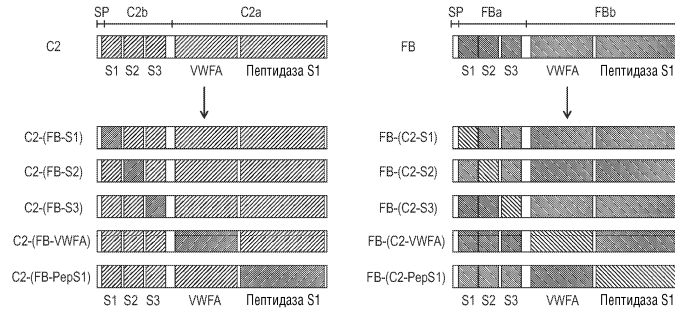 SP C2b C2a
C2
S1 S2 S3 VWFA Пептидаза S1
C2-(FB-S1)
C2-(FB-S2)
C2-(FB-S3)
C2-(FB-VWFA)
C2-(FB-PepS1)
S1 S2 S3 VWFA Пептидаза S1
SP FBa FBb
FB
S1 S2 S3 VWFA Пептидаза S1
FB-(C2-S1)
FB-(C2-S2)
FB-(C2-S3)
FB-(C2-VWFA)
FB-(C2-PepS1)
S1 S2 S3 VWFA Пептидаза S1